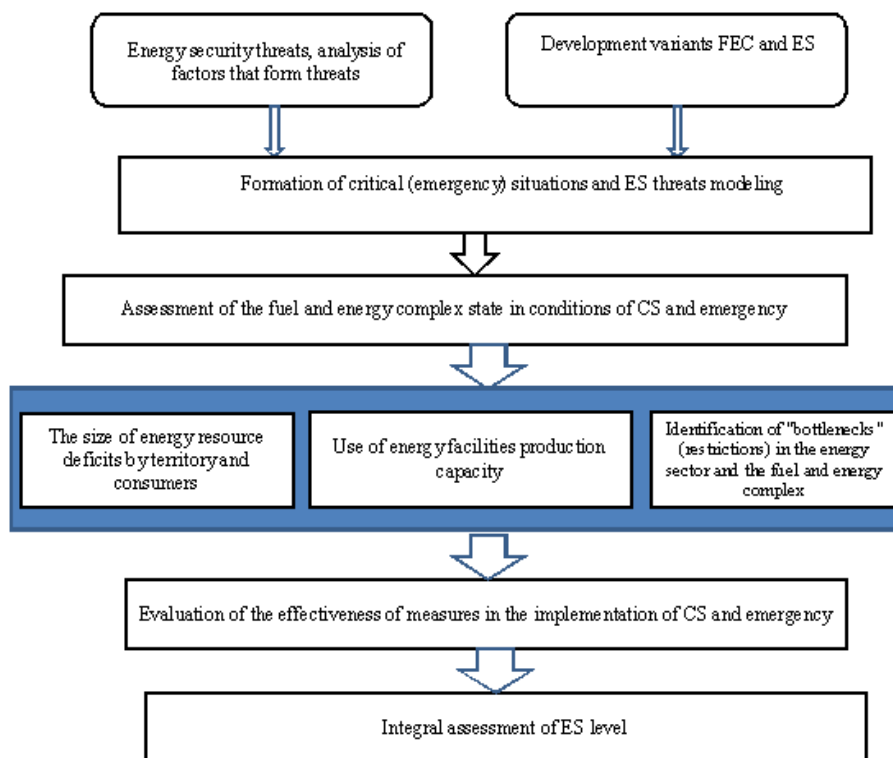 Energy security threats, analysis of
factors that form threats
Development variants FEC and ES
Formation of critical (emergency) situations and ES threats modeling
Assessment of the fuel and energy complex state in conditions of CS and emergency
The size of energy resource
deficits by territory and
consumers
Use of energy facilities production
capacity
Identification of "bottlenecks"
(restrictions) in the energy
sector and the fuel and energy
complex
Evaluation of the effectiveness of measures in the implementation of CS and emergency
Integral assessment of ES level